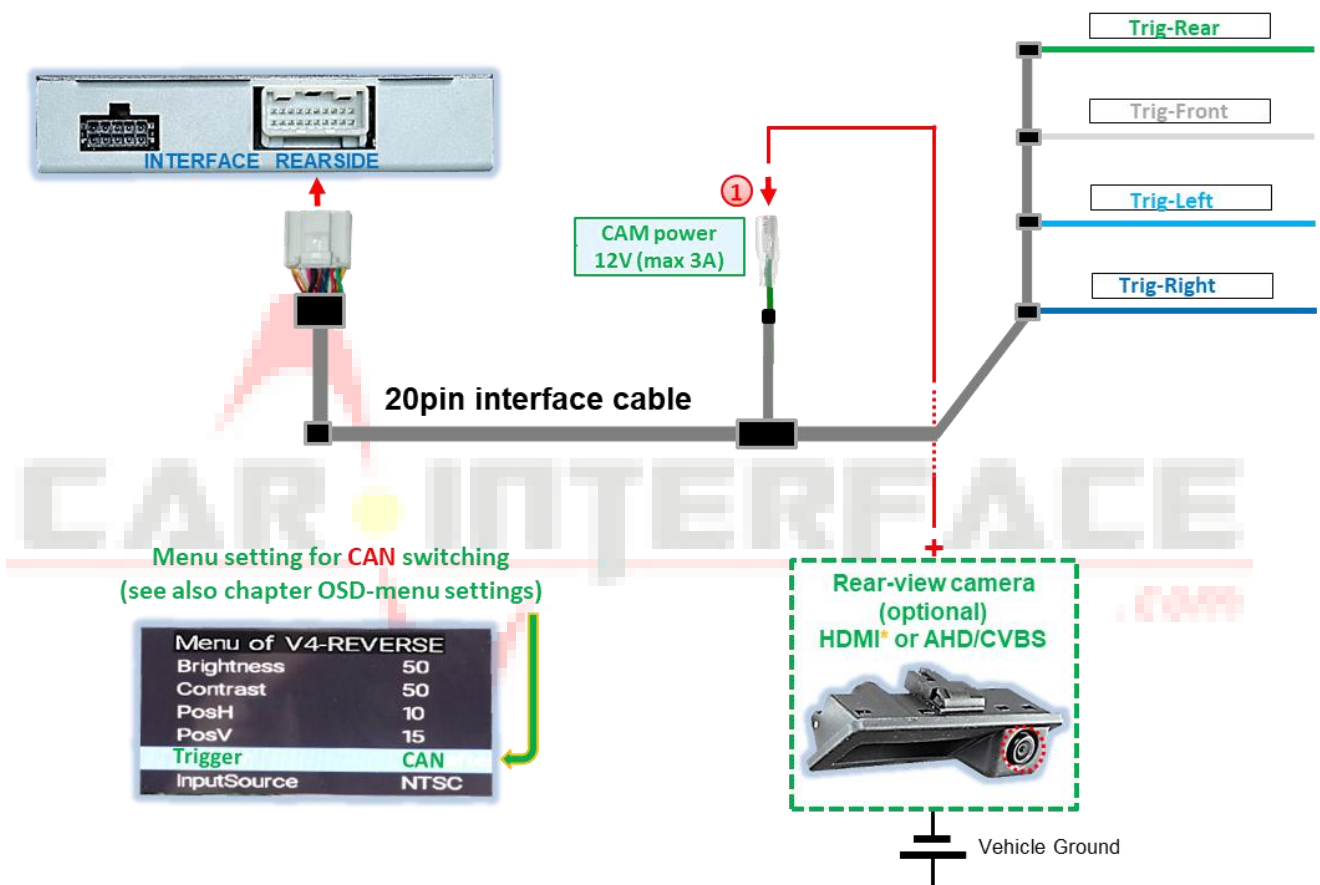 Trig-Rear
Trig-Front
Trig-Left
Trig-Right
INTERFACE REARSIDE
1
CAM power
12V (max 3A)
20pin interface cable
CAR INTERFACE
.com
Menu setting for CAN switching
(see also chapter OSD-menu settings)
Menu of V4-REVERSE
Brightness 50
Contrast 50
PosH 10
PosV 15
Trigger CAN
InputSource NTSC
+
Rear-view camera
(optional)
HDMI* or AHD/CVBS
Vehicle Ground